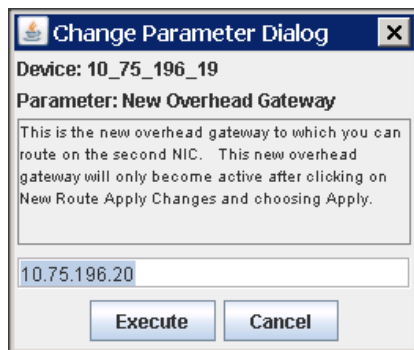 Change Parameter Dialog
Device: 10_75_196_19
Parameter: New Overhead Gateway
This is the new overhead gateway to which you can
route on the second NIC. This new overhead
gateway will only become active after clicking on
New Route Apply Changes and choosing Apply.
10.75.196.20
Execute Cancel